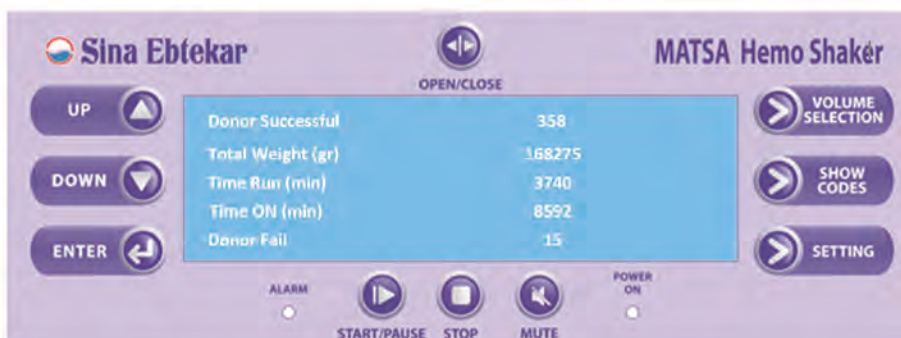 Sina Ebtekar
MATSA Hemo Shaker
OPEN/CLOSE
UP
DOWN
ENTER
Donor Successful 358
Total Weight (gr) 168275
Time Run (min) 3740
Time ON (min) 8592
Donor Fail 15
VOLUME
SELECTION
SHOW
CODES
SETTING
ALARM
START/PAUSE
STOP
MUTE
POWER
ON